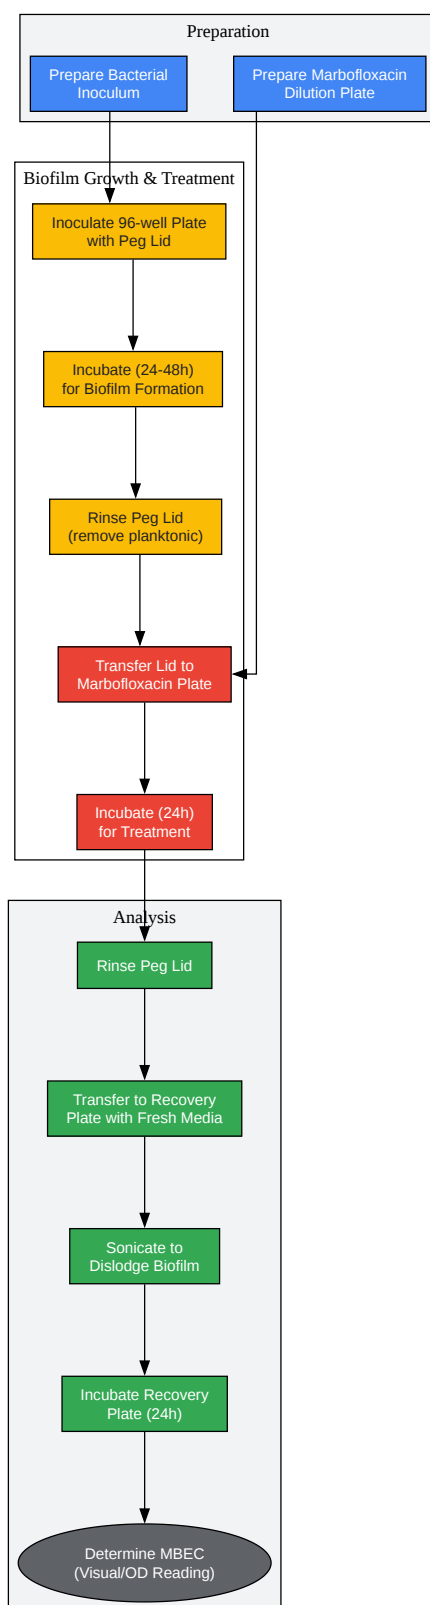 Preparation
Prepare Bacterial
Inoculum
Prepare Marbofloxacin
Dilution Plate
Biofilm Growth & Treatment
Inoculate 96-well Plate
with Peg Lid
Incubate (24-48h)
for Biofilm Formation
Rinse Peg Lid
(remove planktonic)
Transfer Lid to
Marbofloxacin Plate
Incubate (24h)
for Treatment
Analysis
Rinse Peg Lid
Transfer to Recovery
Plate with Fresh Media
Sonicate to
Dislodge Biofilm
Incubate Recovery
Plate (24h)
Determine MBEC
(Visual/OD Reading)